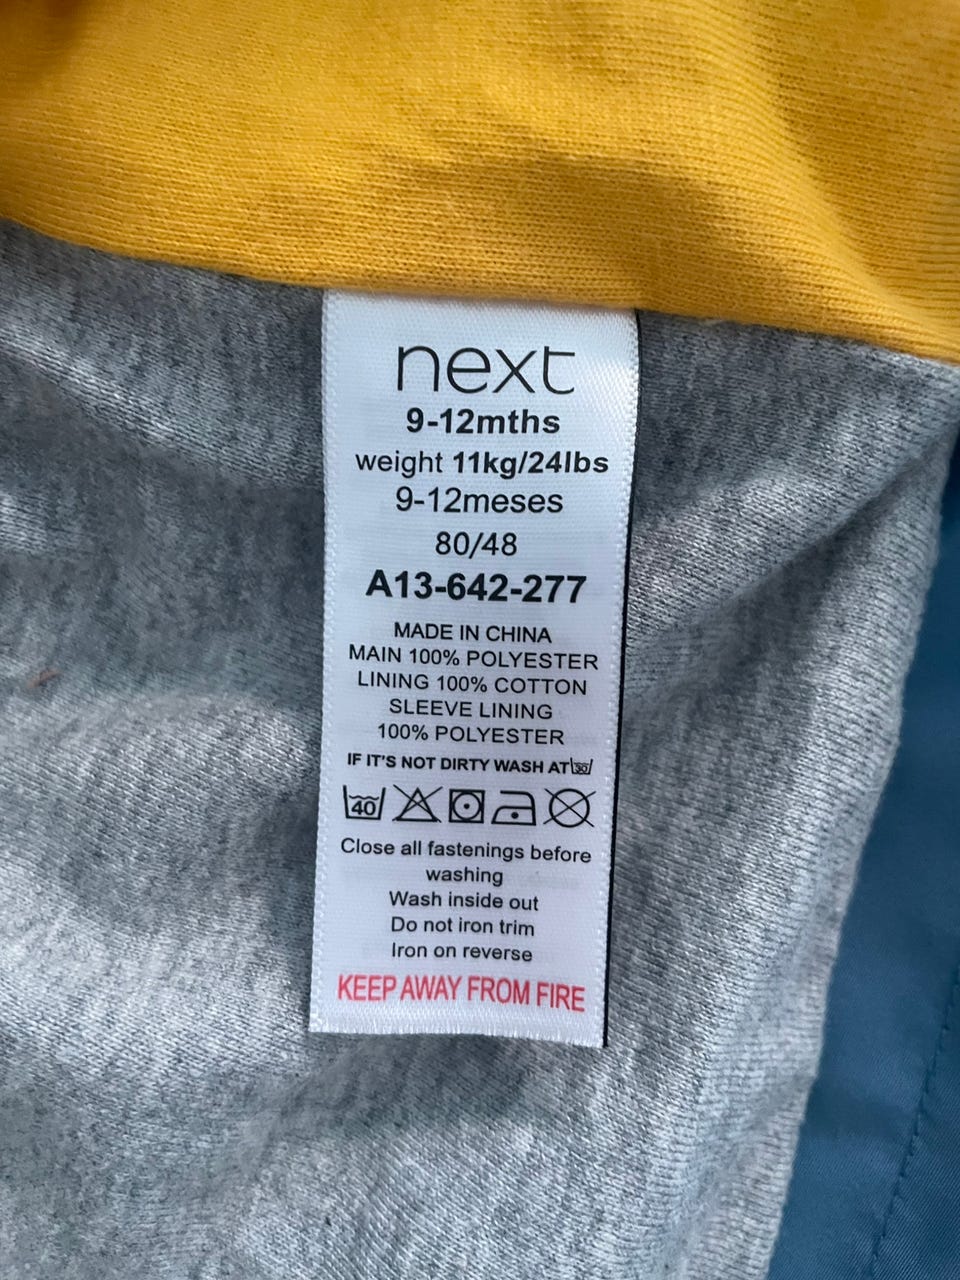 next
9-12mths
weight 11kg/24lbs
9-12meses
80/48
A13-642-277
MADE IN CHINA
MAIN 100% POLYESTER
LINING 100% COTTON
SLEEVE LINING
100% POLYESTER
IF IT'S NOT DIRTY WASH AT 30
40
Close all fastenings before
washing
Wash inside out
Do not iron trim
Iron on reverse
KEEP AWAY FROM FIRE